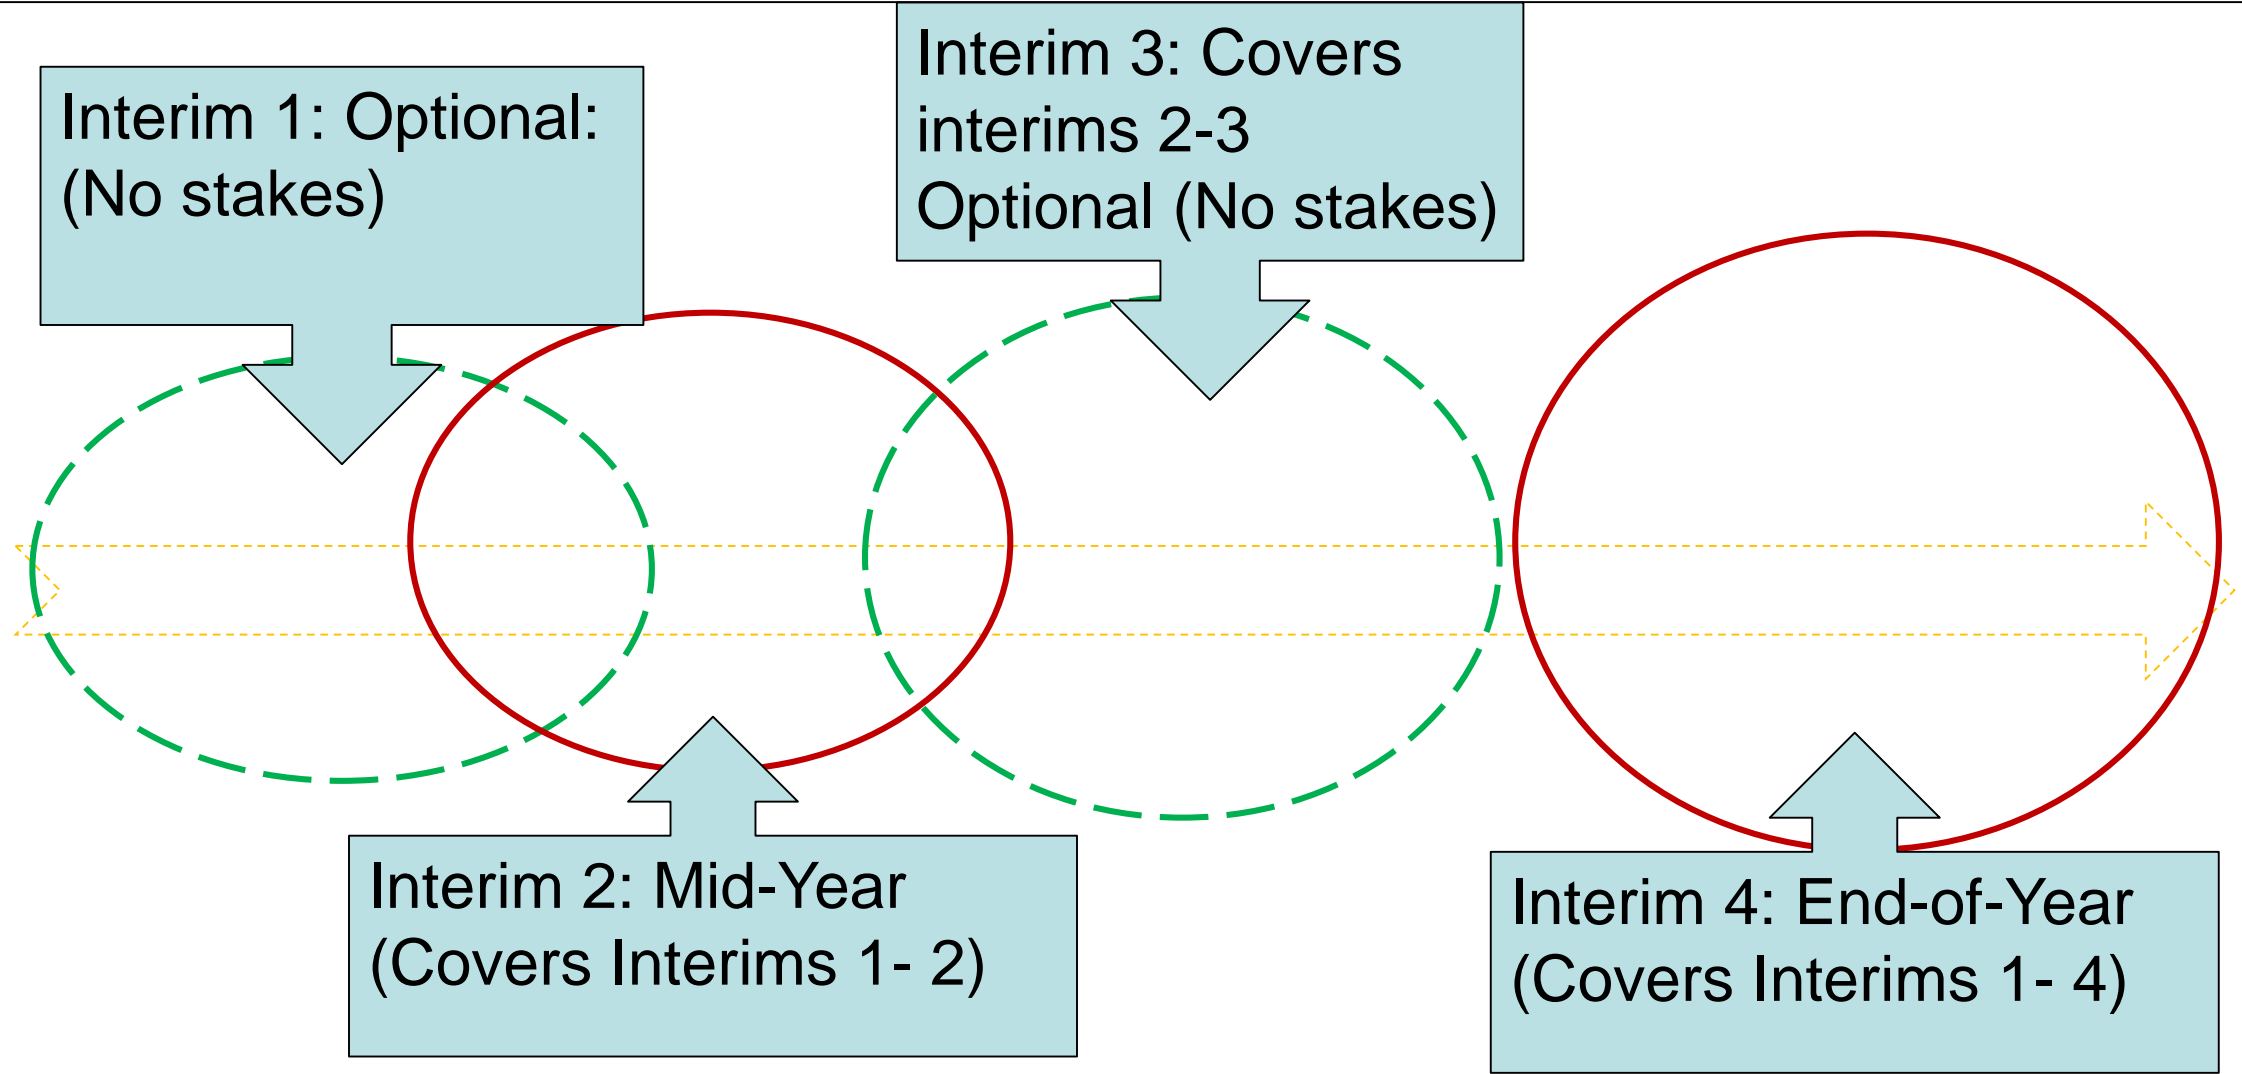 Interim 1: Optional:
(No stakes)
Interim 3: Covers
interims 2-3
Optional (No stakes)
Interim 2: Mid-Year
(Covers Interims 1- 2)
Interim 4: End-of-Year
(Covers Interims 1- 4)